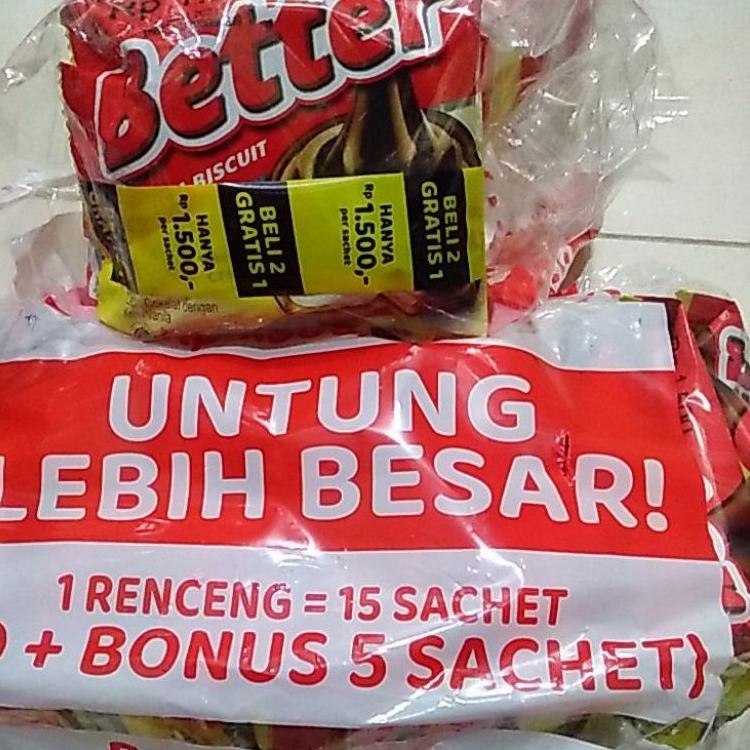 Better
BISCUIT
HANYA
Rp 1.500,-
per sachet
BELI 2
GRATIS 1
HANYA
Rp 1.500,-
per sachet
BELI 2
GRATIS 1
dengan
UNTUNG
LEBIH BESAR!
1 RENCENG = 15 SACHET
+ BONUS 5 SACHET)